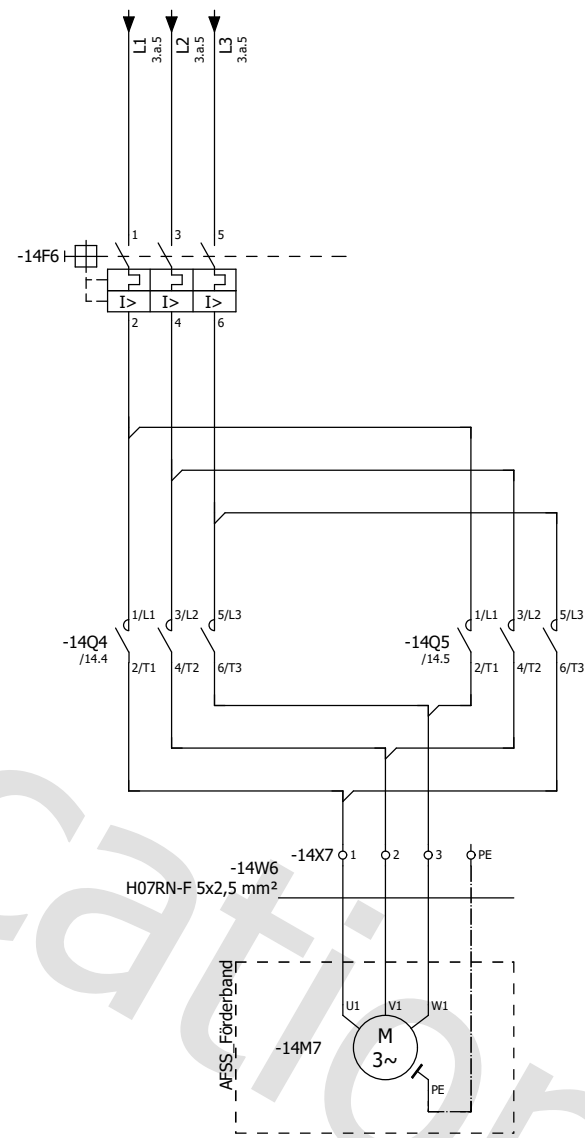 L1
3.a.5
L2
3.a.5
L3
3.a.5
1
3
5
-14F6
I>
I>
I>
2
4
6
1/L1
3/L2
5/L3
-14Q4
/14.4
2/T1
4/T2
6/T3
1/L1
3/L2
5/L3
-14Q5
/14.5
2/T1
4/T2
6/T3
-14X7
1
2
3
PE
-14W6
H07RN-F 5x2,5 mm²
AFSS_Förderband
U1
V1
W1
-14M7
M
3~
PE
cation